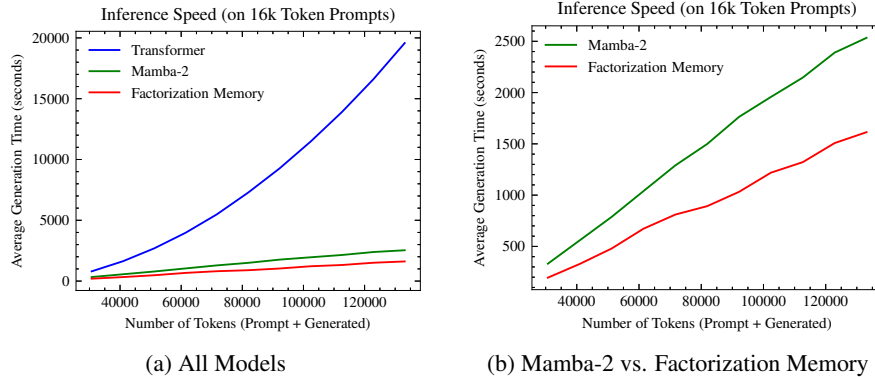 Inference Speed (on 16k Token Prompts)
Average Generation Time (seconds)
20000
15000
10000
5000
0
Transformer
Mamba-2
Factorization Memory
40000 60000 80000 100000 120000
Number of Tokens (Prompt + Generated)
(a) All Models
Inference Speed (on 16k Token Prompts)
Average Generation Time (seconds)
2500
2000
1500
1000
500
Mamba-2
Factorization Memory
40000 60000 80000 100000 120000
Number of Tokens (Prompt + Generated)
(b) Mamba-2 vs. Factorization Memory